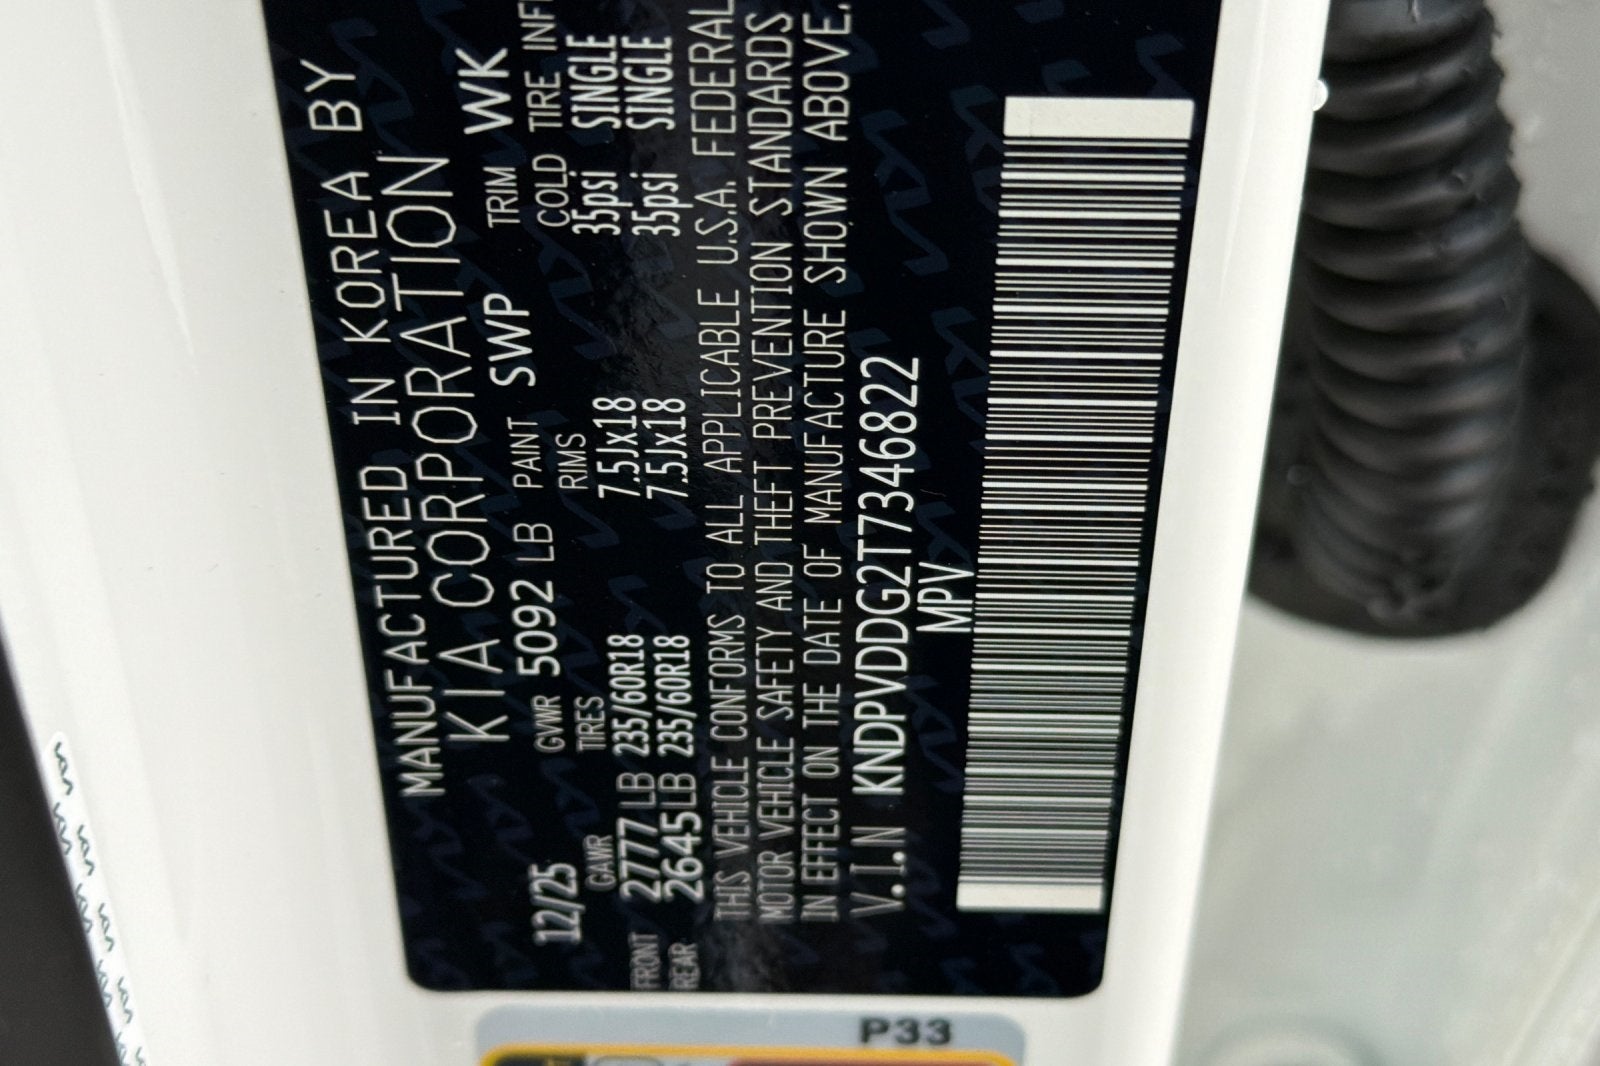 MANUFACTURED IN KOREA BY
KIA CORPORATION
12/25 GVWR 5092 LB PAINT SWP TRIM WK
GAWR TIRES RIMS COLD TIRE INF
FRONT 2777 LB 235/60R18 7.5Jx18 35psi SINGLE
REAR 2645 LB 235/60R18 7.5Jx18 35psi SINGLE
THIS VEHICLE CONFORMS TO ALL APPLICABLE U.S.A. FEDERAL
MOTOR VEHICLE SAFETY AND THEFT PREVENTION STANDARDS
IN EFFECT ON THE DATE OF MANUFACTURE SHOWN ABOVE.
V.I.N KNDPVDDG2T7346822
MPV
P33